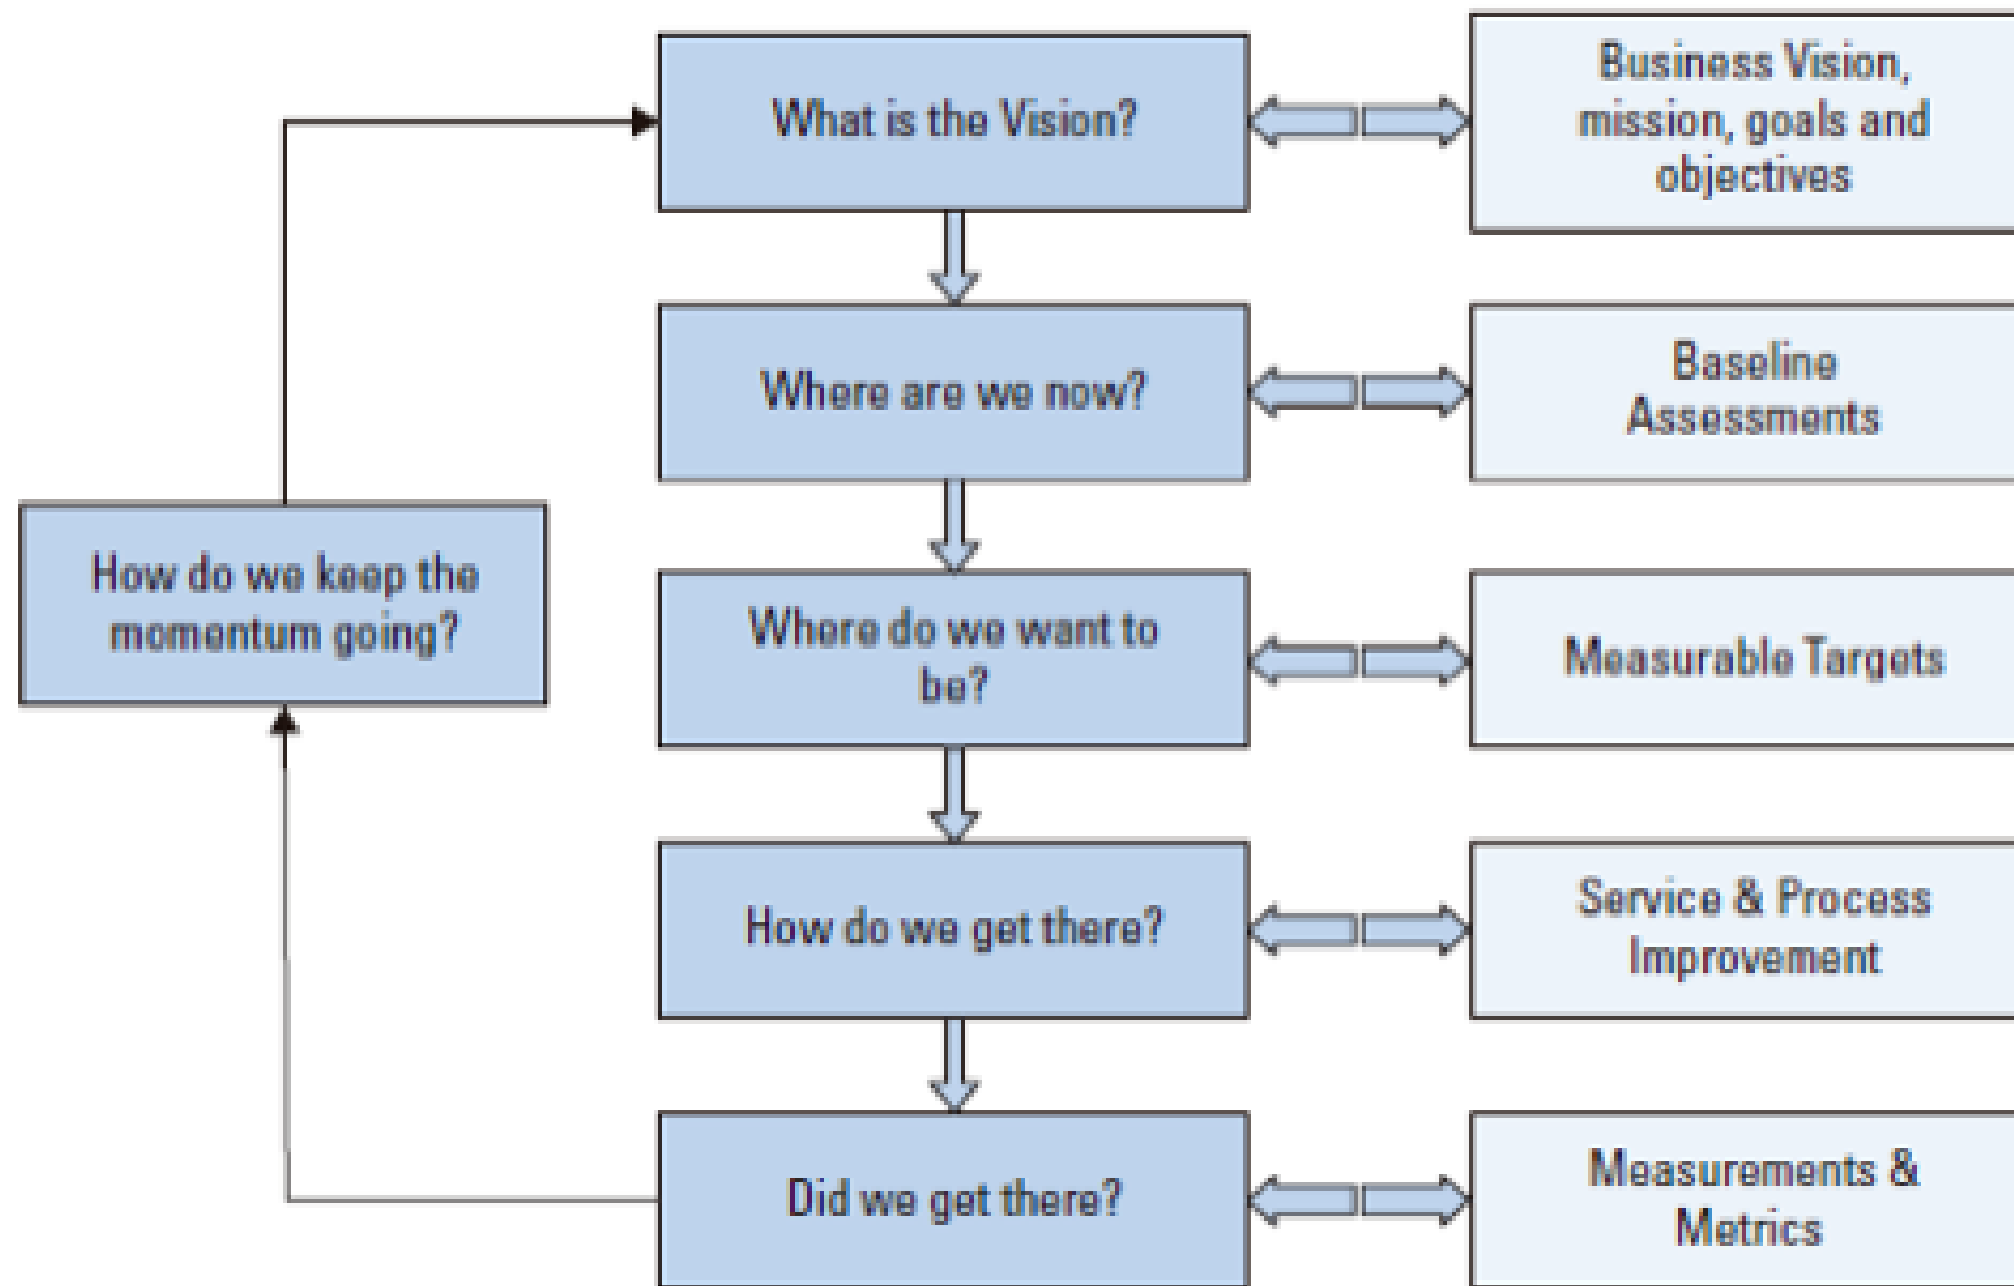 What is the Vision?
Business Vision,
mission, goals and
objectives
Where are we now?
Baseline
Assessments
How do we keep the
momentum going?
Where do we want to
be?
Measurable Targets
How do we get there?
Service & Process
Improvement
Did we get there?
Measurements &
Metrics